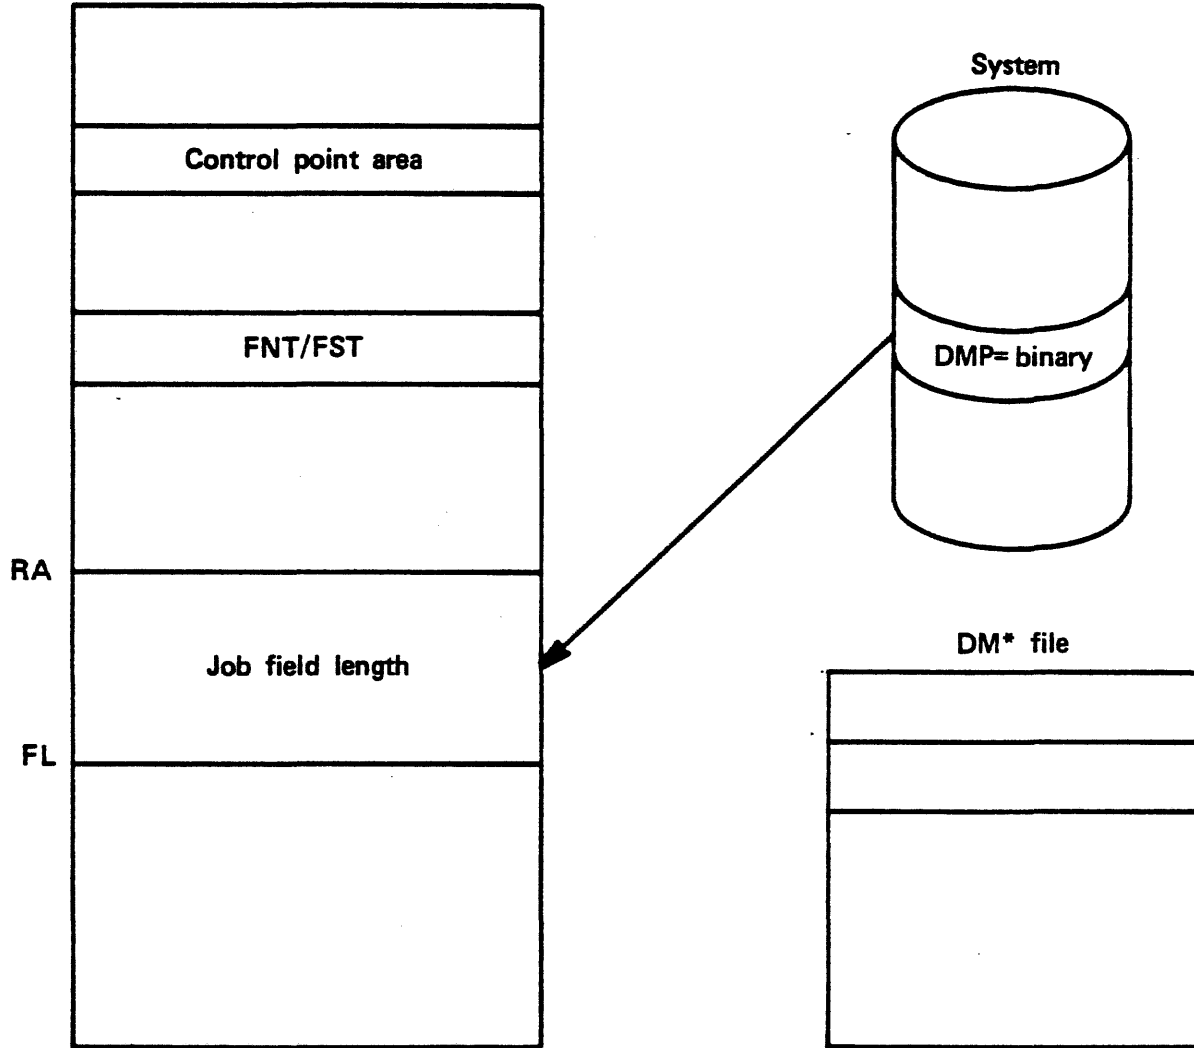 System
Control point area
FNT/FST
DMP= binary
RA
Job field length
DM* file
FL